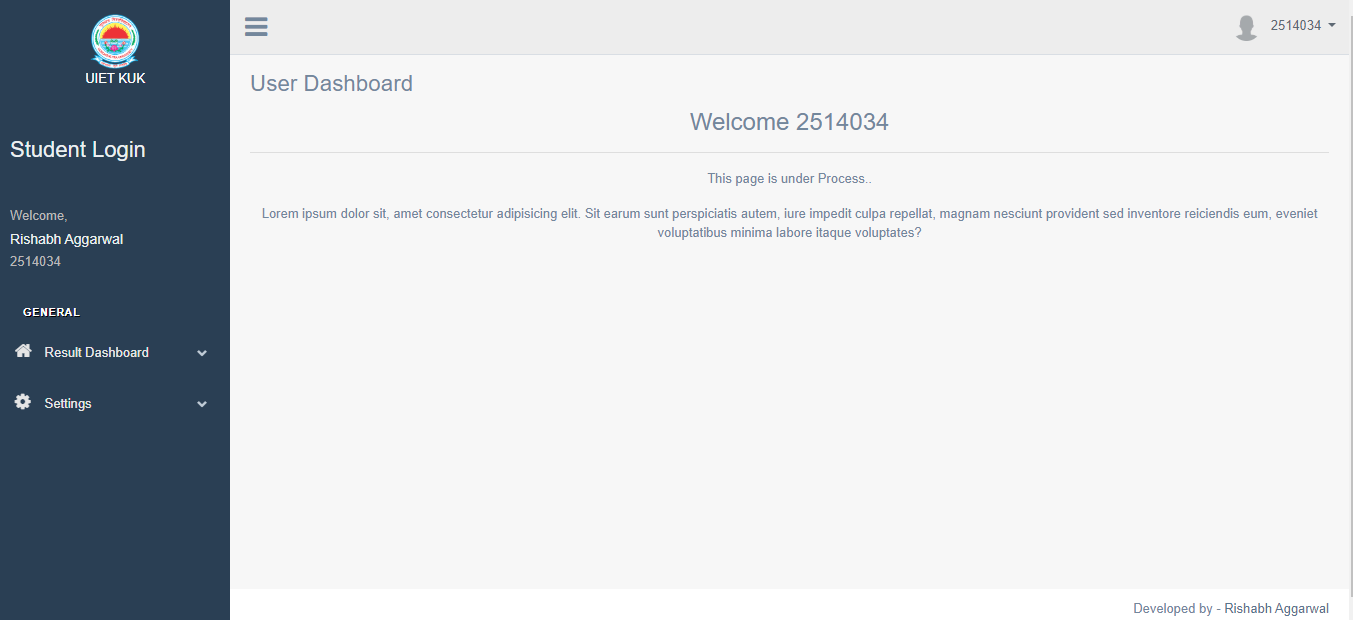 UIET KUK
Student Login
Welcome,
Rishabh Aggarwal
2514034
GENERAL
Result Dashboard
Settings
2514034
User Dashboard
Welcome 2514034
This page is under Process..
Lorem ipsum dolor sit, amet consectetur adipisicing elit. Sit earum sunt perspiciatis autem, iure impedit culpa repellat, magnam nesciunt provident sed inventore reiciendis eum, eveniet
voluptatibus minima labore itaque voluptates?
Developed by - Rishabh Aggarwal